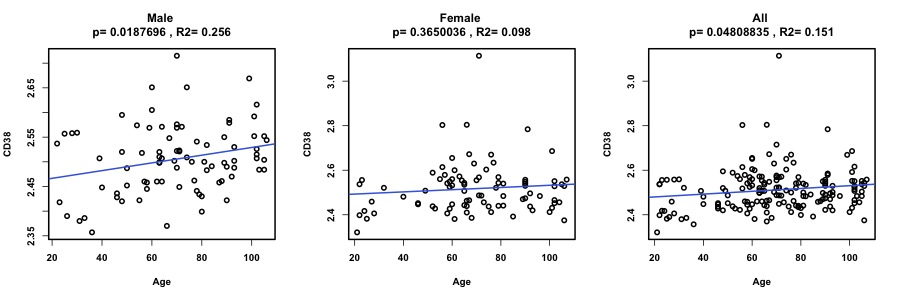 Male
p= 0.0187696 , R2= 0.256
CD38
2.35 2.45 2.55 2.65
20 40 60 80 100
Age
Female
p= 0.3650036 , R2= 0.098
CD38
2.4 2.6 2.8 3.0
20 40 60 80 100
Age
All
p= 0.04808835 , R2= 0.151
CD38
2.4 2.6 2.8 3.0
20 40 60 80 100
Age